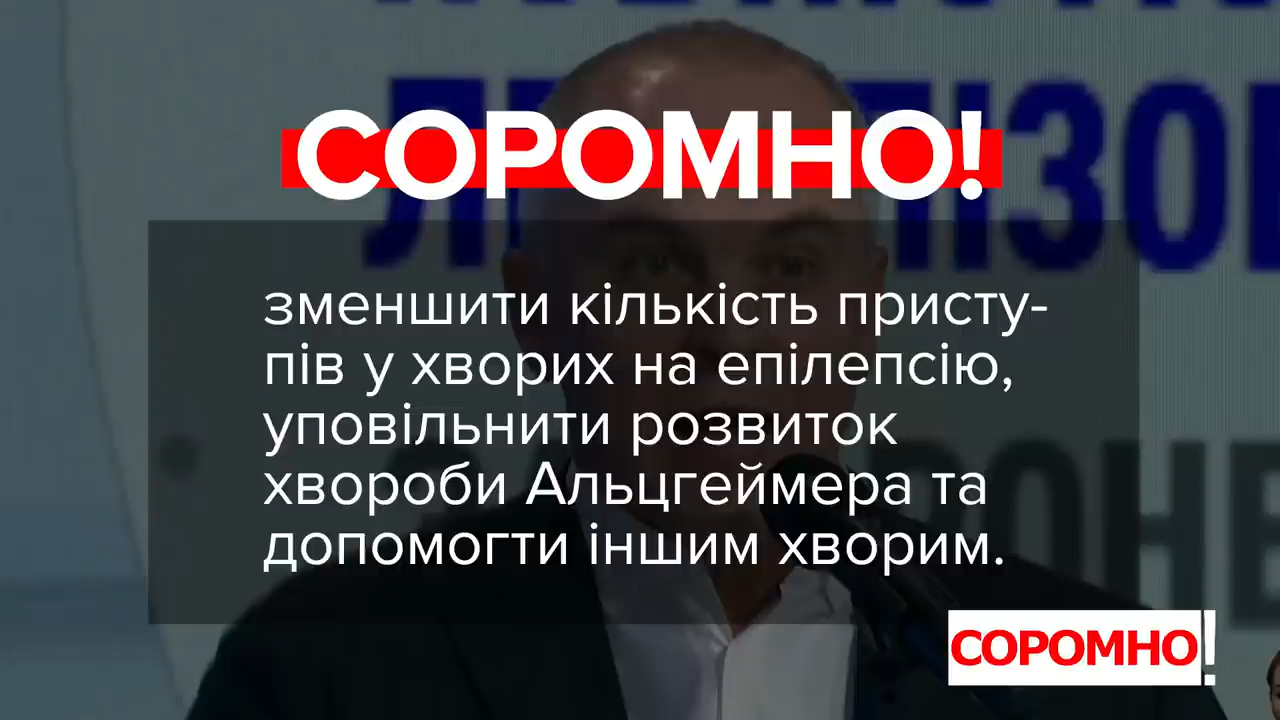 СОРОМНО!
зменшити кількість присту-
пів у хворих на епілепсію,
уповільнити розвиток
хвороби Альцгеймера та
допомогти іншим хворим.
СОРОМНО!